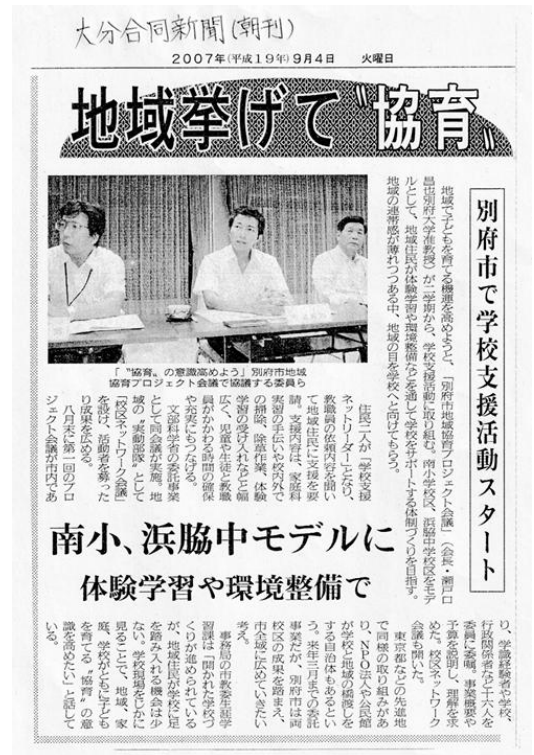 大分合同新聞(朝刊)
2007年(平成19年)9月4日　火曜日
地域挙げて〝協育〟
別府市で学校支援活動スタート
地域で子どもを育てる機運を高めようと、「別府市地域協育プロジェクト会議」(会長・瀬戸口
昌也別府大学准教授)が二学期から、学校支援活動に取り組む。南小学校区、浜脇中学校区をモデ
ルとして、地域住民が体験学習や環境整備などを通して学校をサポートする体制づくりを目指す。
地域の連帯感が薄れつつある中、地域の目を学校へと向けてもらう。
「〝協育〟の意識高めよう」別府市地域
協育プロジェクト会議で協議する委員ら
住民二人が「学校支援
ネットリーダー」となり、
教職員の依頼内容を聞い
て地域住民に支援を要
請。支援内容は、家庭科
実習の手伝いや校内外で
の掃除、除草作業、体験
学習の受け入れなどと幅
広く、児童や生徒と教職
員がかかわる時間の確保
や充実にもつなげる。
文部科学省の委託事業
として同会議が実施。地
域の〝実動部隊〟として
「校区ネットワーク会議」
を設け、活動者を募った
り成果を広める。
八月末に第一回のプロ
ジェクト会議が市内であ
南小、浜脇中モデルに
体験学習や環境整備で
り、学識経験者や学校、
行政関係者など十六人を
委員に委嘱。事業概要や
予算を説明し、理解を求
めた。校区ネットワーク
会議も開いた。
東京都などの先進地
で同様の取り組みがあ
り、NPO法人や公民館
が学校と地域の橋渡しを
する自治体もあるとい
う。来年三月までの委託
事業だが、別府市は両
校区の成果を踏まえ、
市全域に広めていきたい
考え。
事務局の市教委生涯学
習課は「開かれた学校づ
くりが進められている
が、地域住民が学校に足
を踏み入れる機会は少
ない。学校現場をじかに
見ることで、地域、家
庭、学校がともに子ども
を育てる〝協育〟の意
識を高めたい」と話して
いる。